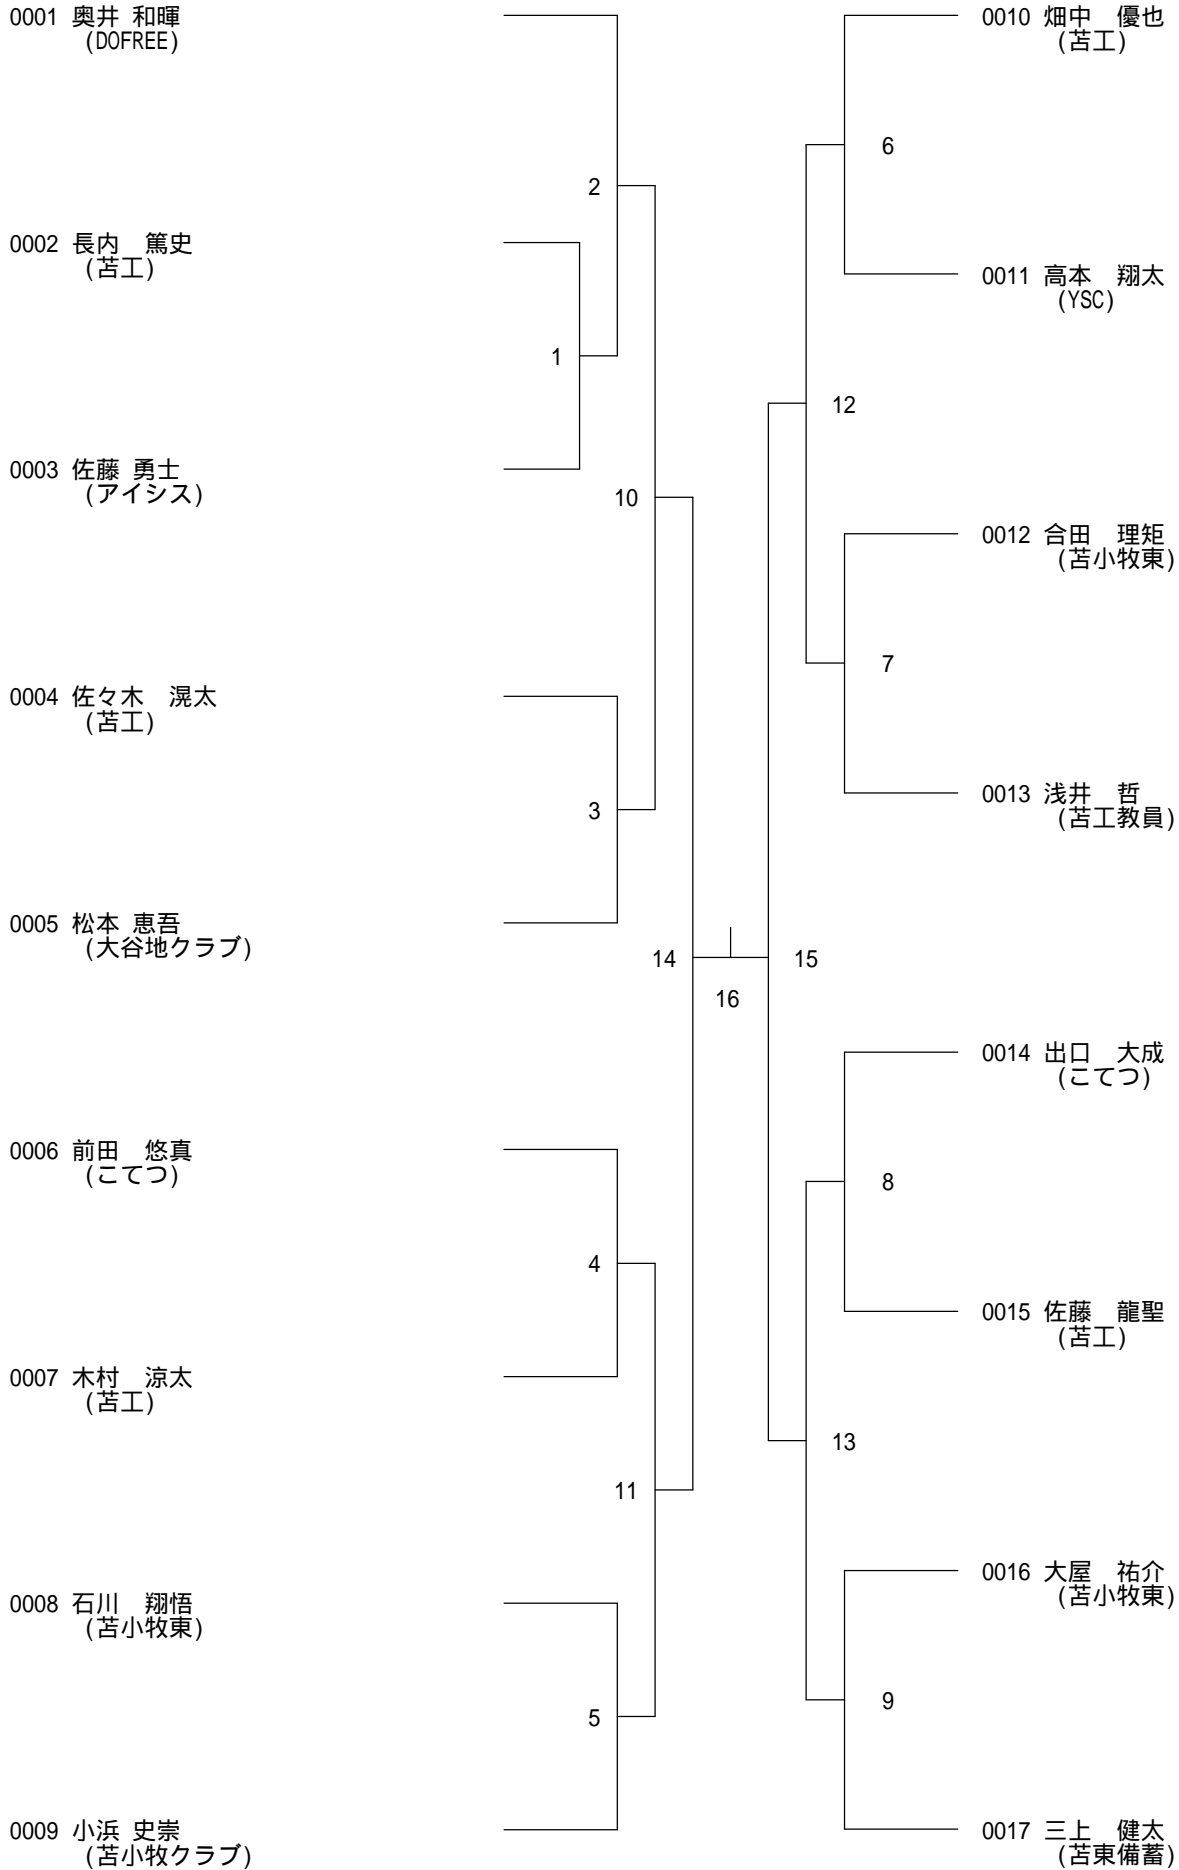 0001 奥井 和暉
(DOFREE)
2
0002 長内　篤史
(苫工)
1
0003 佐藤 勇士
(アイシス)
10
0004 佐々木　滉太
(苫工)
3
0005 松本 恵吾
(大谷地クラブ)
14
16
0006 前田　悠真
(こてつ)
4
0007 木村　涼太
(苫工)
11
0008 石川　翔悟
(苫小牧東)
5
0009 小浜 史崇
(苫小牧クラブ)
0010 畑中　優也
(苫工)
6
0011 高本　翔太
(YSC)
12
0012 合田　理矩
(苫小牧東)
7
0013 浅井　哲
(苫工教員)
15
0014 出口　大成
(こてつ)
8
0015 佐藤　龍聖
(苫工)
13
0016 大屋　祐介
(苫小牧東)
9
0017 三上　健太
(苫東備蓄)